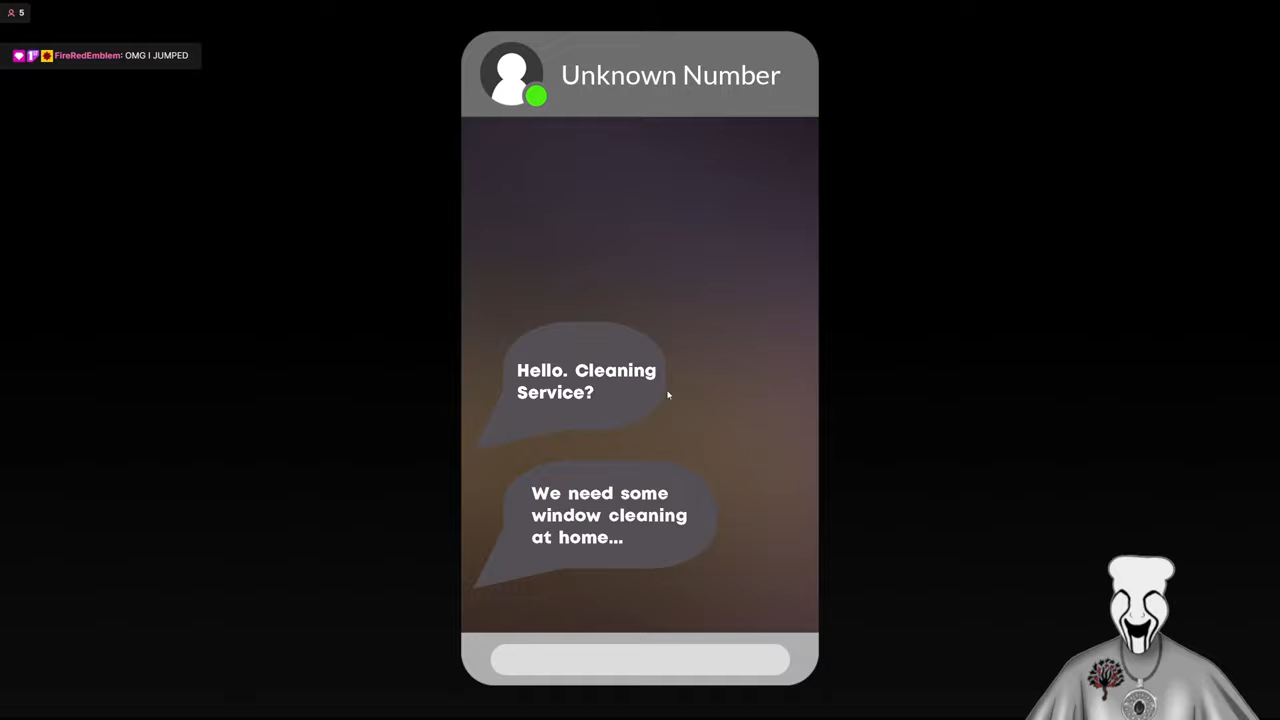 5
FireRedEmblem: OMG I JUMPED
Unknown Number
Hello. Cleaning
Service?
We need some
window cleaning
at home...